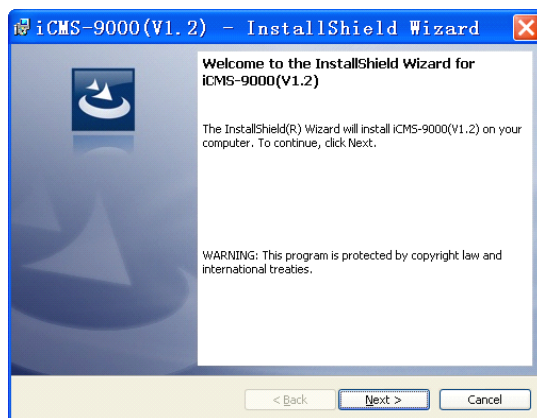 iCMS-9000(V1.2) - InstallShield Wizard
Welcome to the InstallShield Wizard for
iCMS-9000(V1.2)
The InstallShield(R) Wizard will install iCMS-9000(V1.2) on your
computer. To continue, click Next.
WARNING: This program is protected by copyright law and
international treaties.
< Back
Next >
Cancel